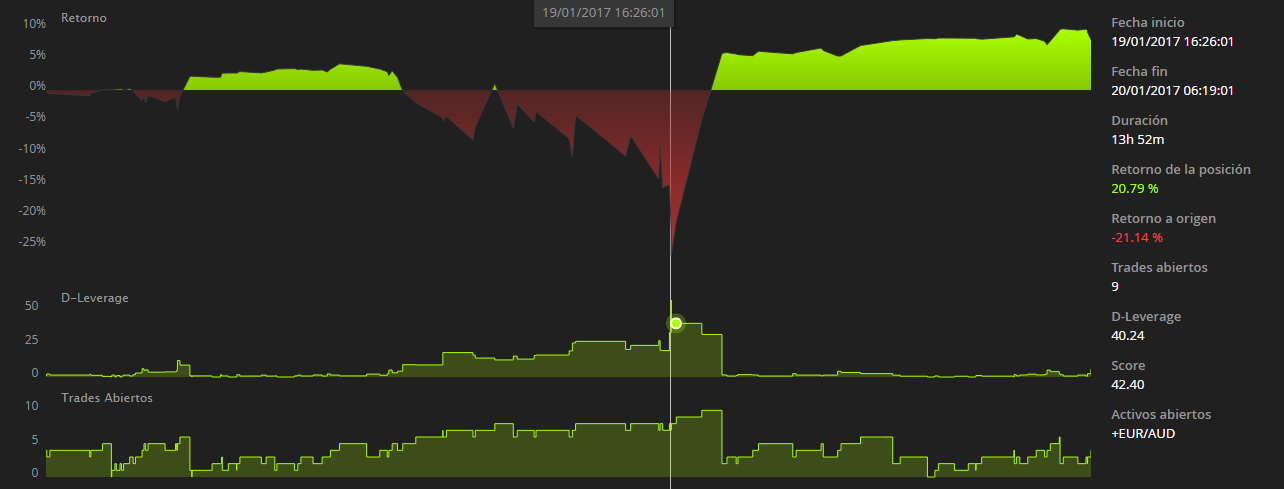 19/01/2017 16:26:01
Retorno
10%
5%
0%
-5%
-10%
-15%
-20%
-25%
D-Leverage
50
25
0
Trades Abiertos
10
5
0
Fecha inicio
19/01/2017 16:26:01
Fecha fin
20/01/2017 06:19:01
Duración
13h 52m
Retorno de la posición
20.79 %
Retorno a origen
-21.14 %
Trades abiertos
9
D-Leverage
40.24
Score
42.40
Activos abiertos
+EUR/AUD